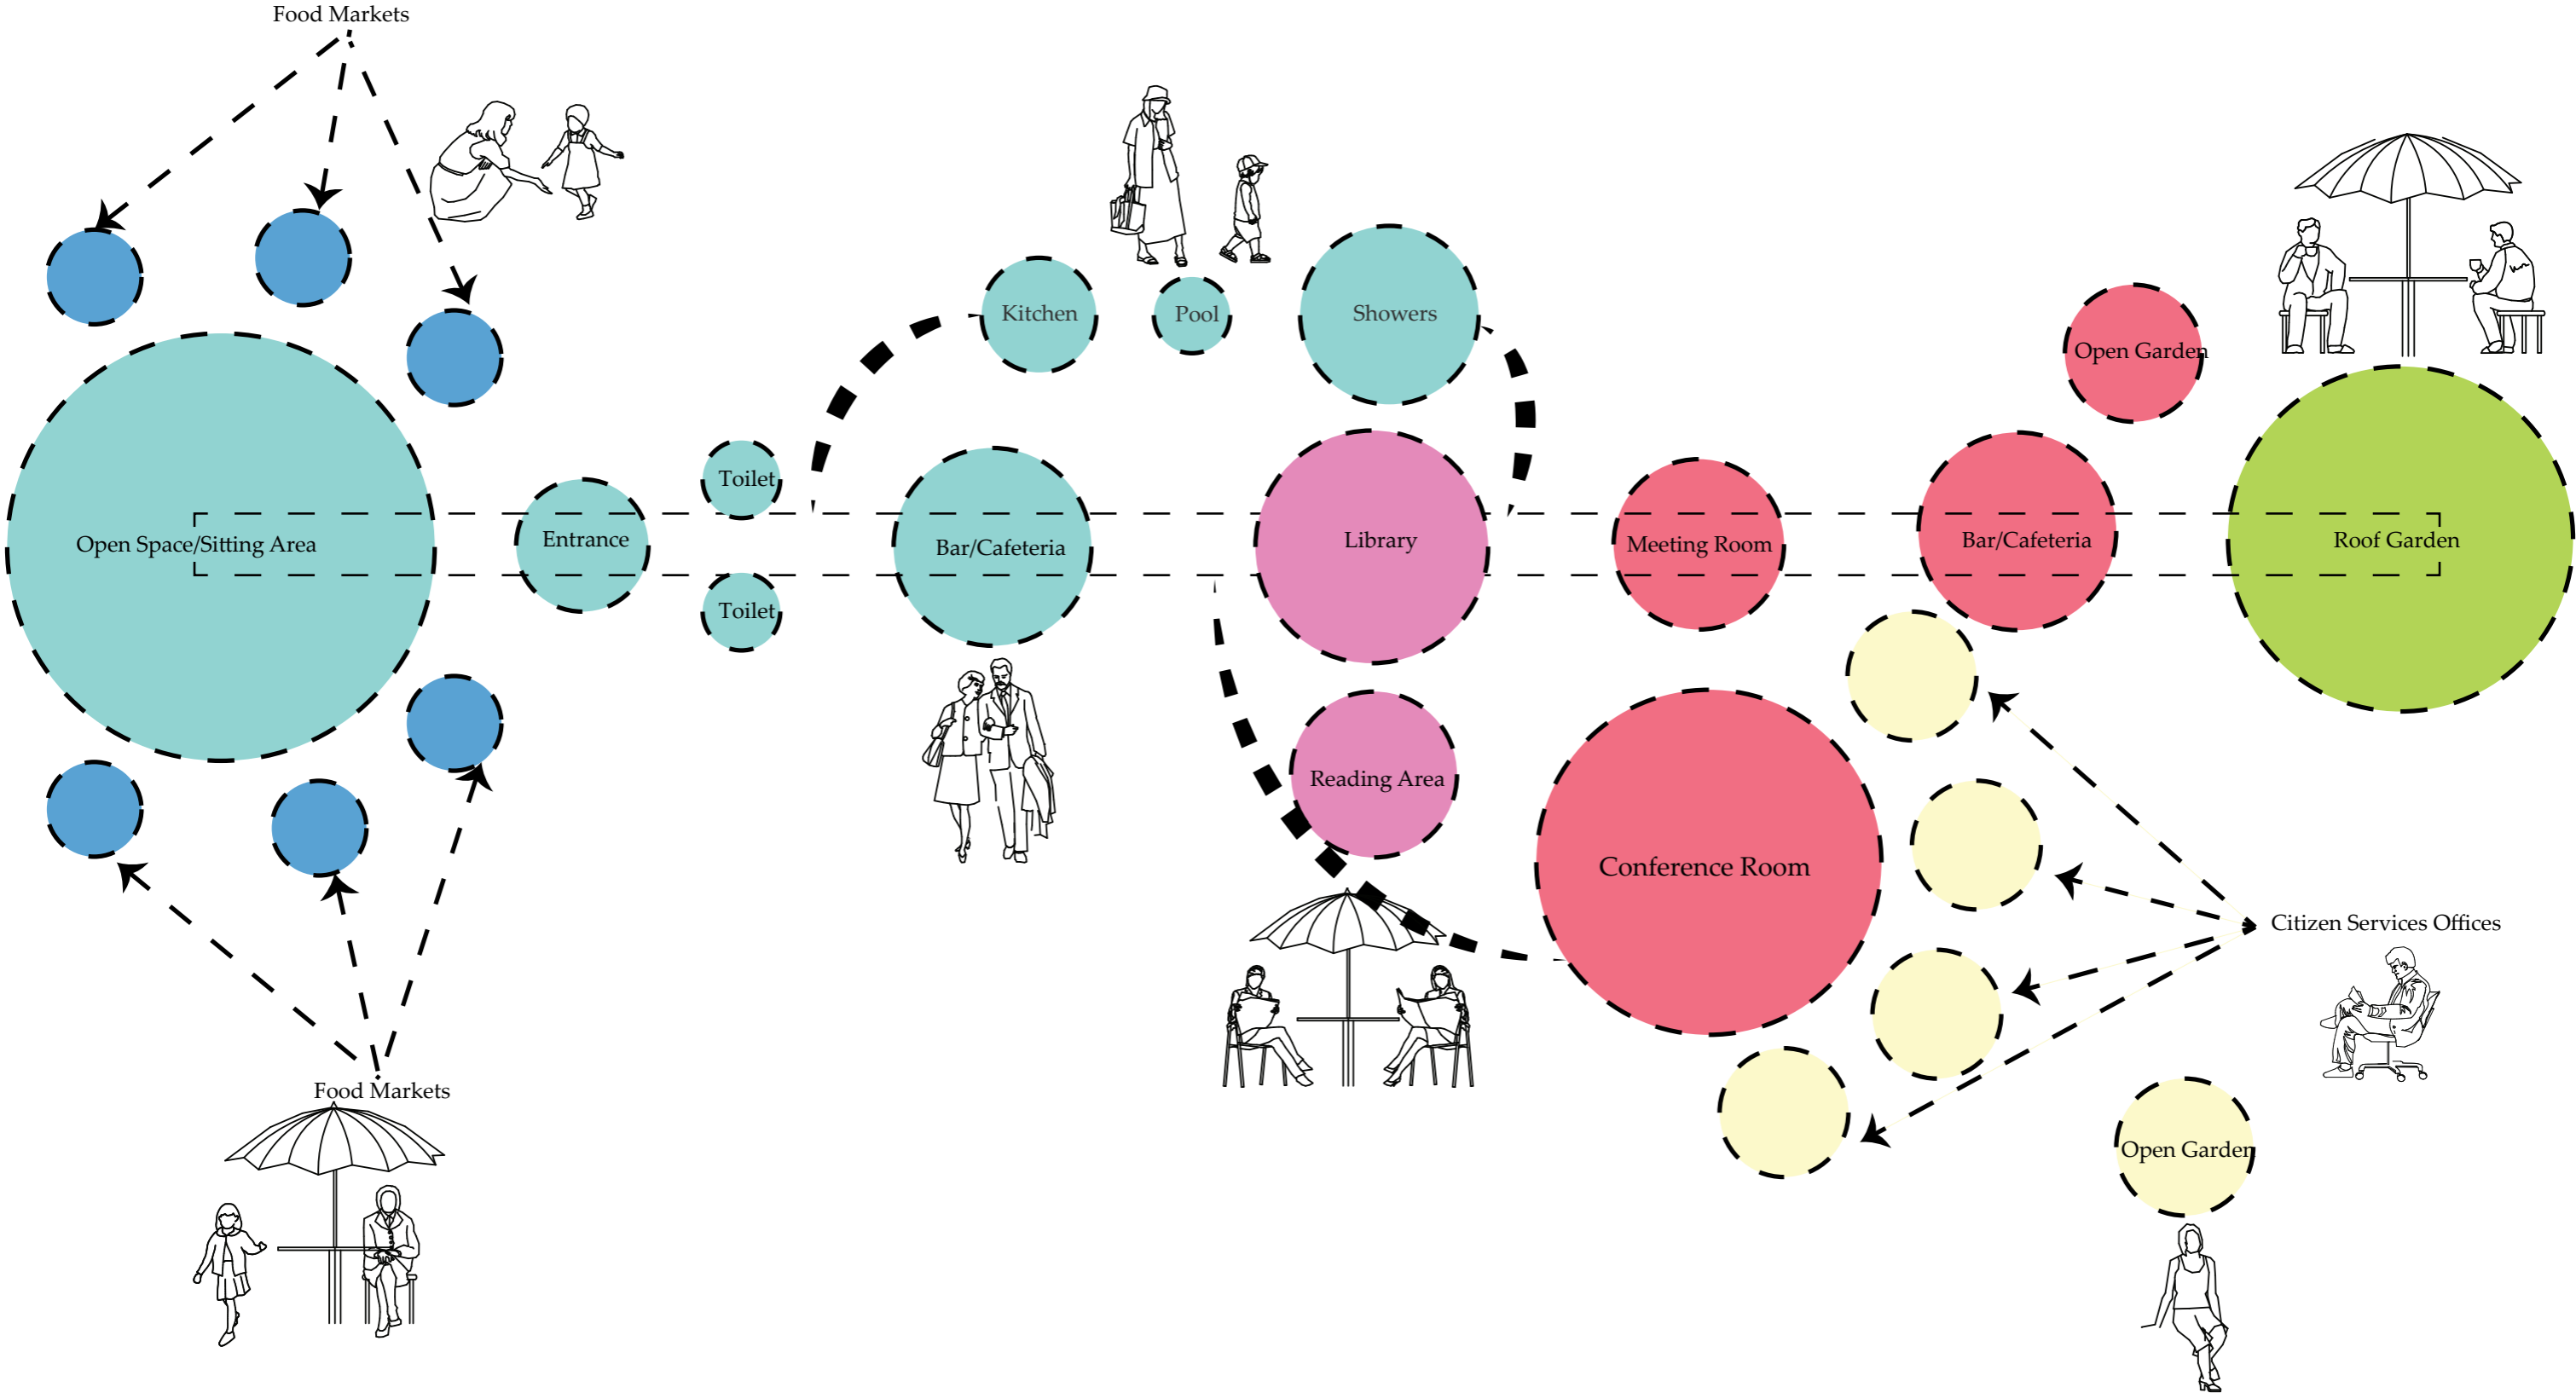 Food Markets
Kitchen
Pool
Showers
Open Garden
Toilet
Open Space/Sitting Area
Entrance
Bar/Cafeteria
Library
Meeting Room
Bar/Cafeteria
Roof Garden
Toilet
Reading Area
Conference Room
Citizen Services Offices
Food Markets
Open Garden